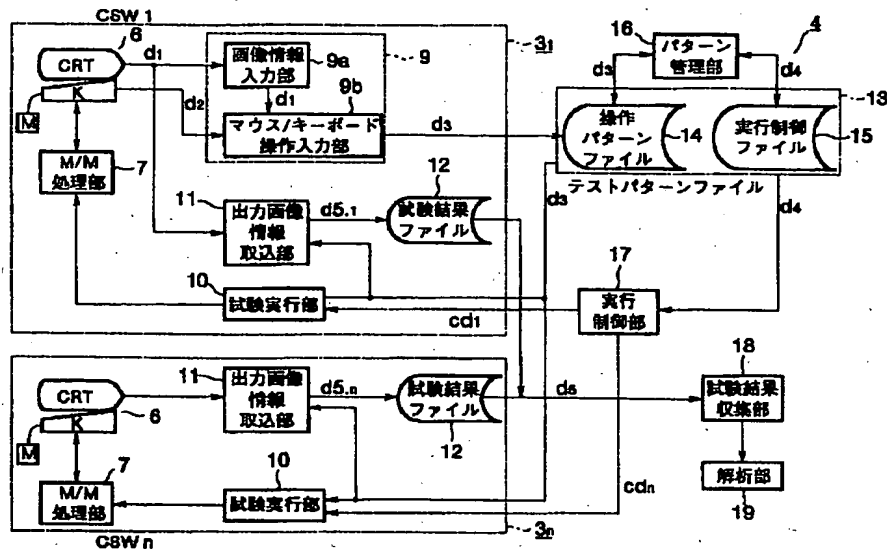 CSW 1
6
CRT
K
M
d1
d2
M/M
処理部
7
画像情報
入力部
9a
9
d1
9b
マウス/キーボード
操作入力部
3₁
d3
11
出力画像
情報
取込部
d5.1
12
試験結果
ファイル
10
試験実行部
cd1
16
パターン
管理部
4
d3
d4
13
操作
パターン
ファイル
14
実行制御
ファイル
15
テストパターンファイル
d3
d4
17
実行
制御部
CRT
6
K
M
7
M/M
処理部
CSW n
11
出力画像
情報
取込部
d5.n
試験結果
ファイル
12
d5
10
試験実行部
cdn
3n
18
試験結果
収集部
解析部
19